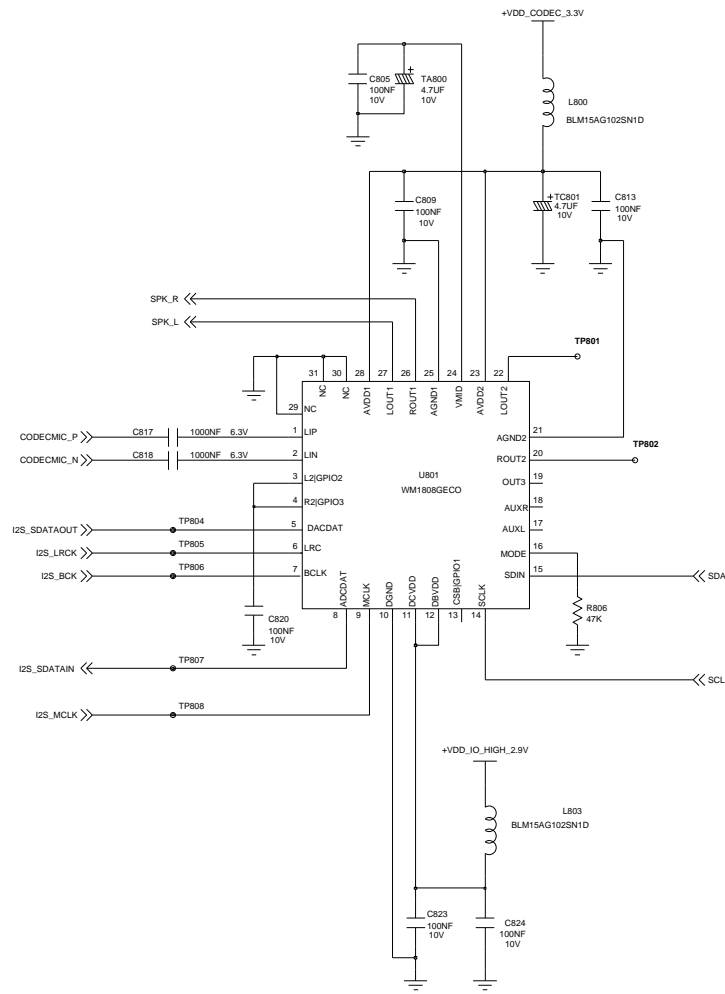 +VDD_CODEC_3.3V
C805
100NF
10V
TA800
4.7UF
10V
L800
BLM15AG102SN1D
C809
100NF
10V
TC801
4.7UF
10V
C813
100NF
10V
SPK_R
SPK_L
TP801
31 30 28 27 26 25 24 23 22
NC NC AVDD1 LOUT1 ROUT1 AGND1 VMID AVDD2 LOUT2
29 NC
CODECMIC_P C817 1000NF 6.3V 1 LIP
CODECMIC_N C818 1000NF 6.3V 2 LIN
3 L2|GPIO2
4 R2|GPIO3
I2S_SDATAOUT TP804 5 DACDAT
I2S_LRCK TP805 6 LRC
I2S_BCK TP806 7 BCLK
U801
WM1808GECO
AGND2 21
ROUT2 20
TP802
OUT3 19
AUXR 18
AUXL 17
MODE 16
SDIN 15 SDA
ADCDAT MCLK DGND DCVDD DBVDD CSB|GPIO1 SCLK
8 9 10 11 12 13 14
R806
47K
C820
100NF
10V
I2S_SDATAIN TP807
SCL
I2S_MCLK TP808
+VDD_IO_HIGH_2.9V
L803
BLM15AG102SN1D
C823
100NF
10V
C824
100NF
10V